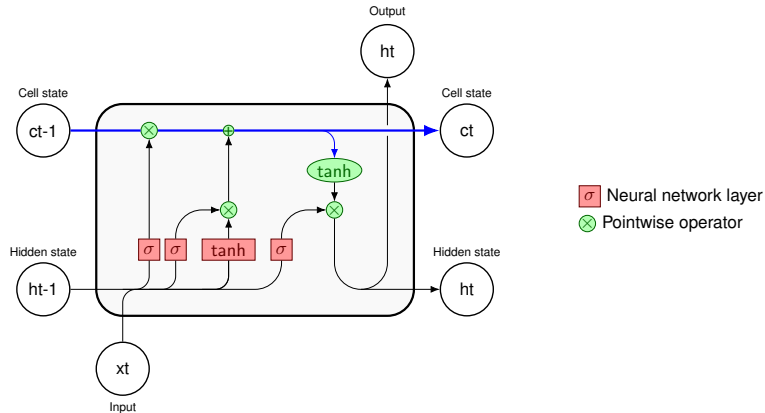 Output
ht
Cell state
Cell state
ct-1
×
+
ct
tanh
×
×
σ Neural network layer
× Pointwise operator
Hidden state
σ
σ
tanh
σ
Hidden state
ht-1
ht
xt
Input